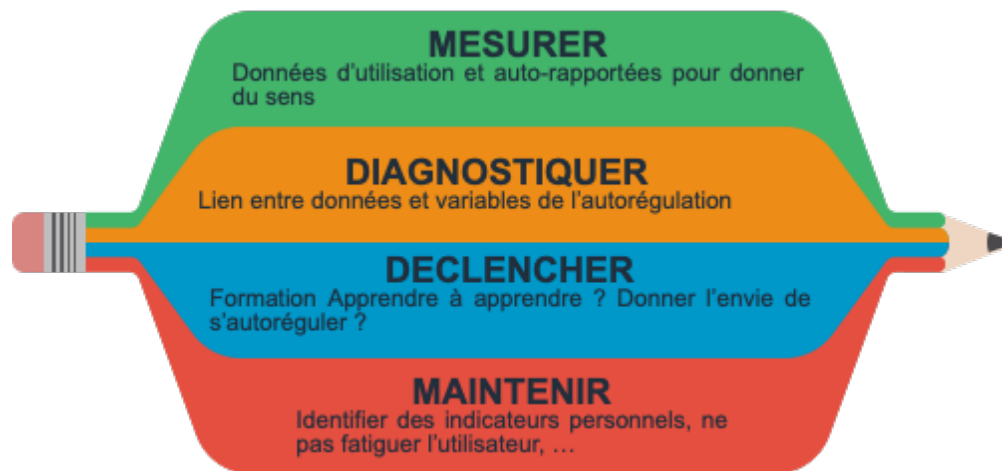 MESURER
Données d'utilisation et auto-rapportées pour donner
du sens
DIAGNOSTIQUER
Lien entre données et variables de l'autorégulation
DECLENCHER
Formation Apprendre à apprendre ? Donner l'envie de
s'autoréguler ?
MAINTENIR
Identifier des indicateurs personnels, ne
pas fatiguer l'utilisateur, …